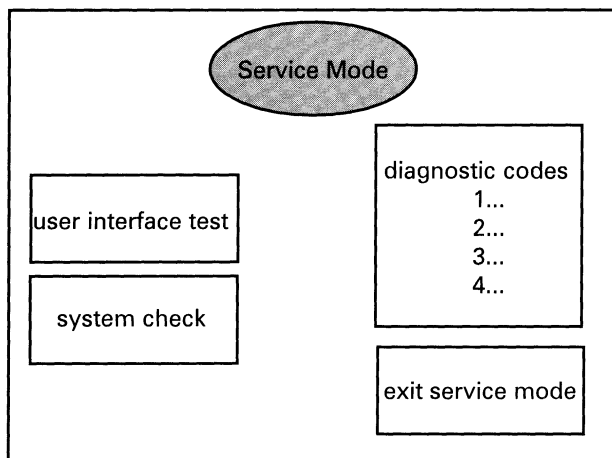 Service Mode
user interface test
system check
diagnostic codes
1...
2...
3...
4...
exit service mode